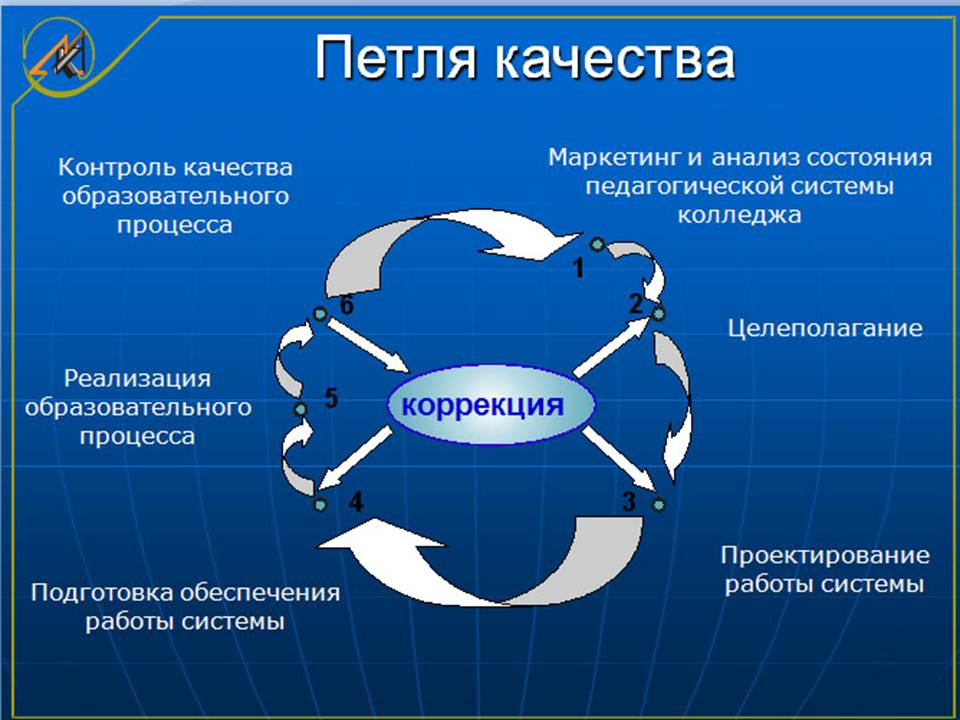 Петля качества
Контроль качества
образовательного
процесса
Маркетинг и анализ состояния
педагогической системы
колледжа
1
6
2
Целеполагание
Реализация
образовательного
процесса
5
коррекция
4
3
Проектирование
работы системы
Подготовка обеспечения
работы системы